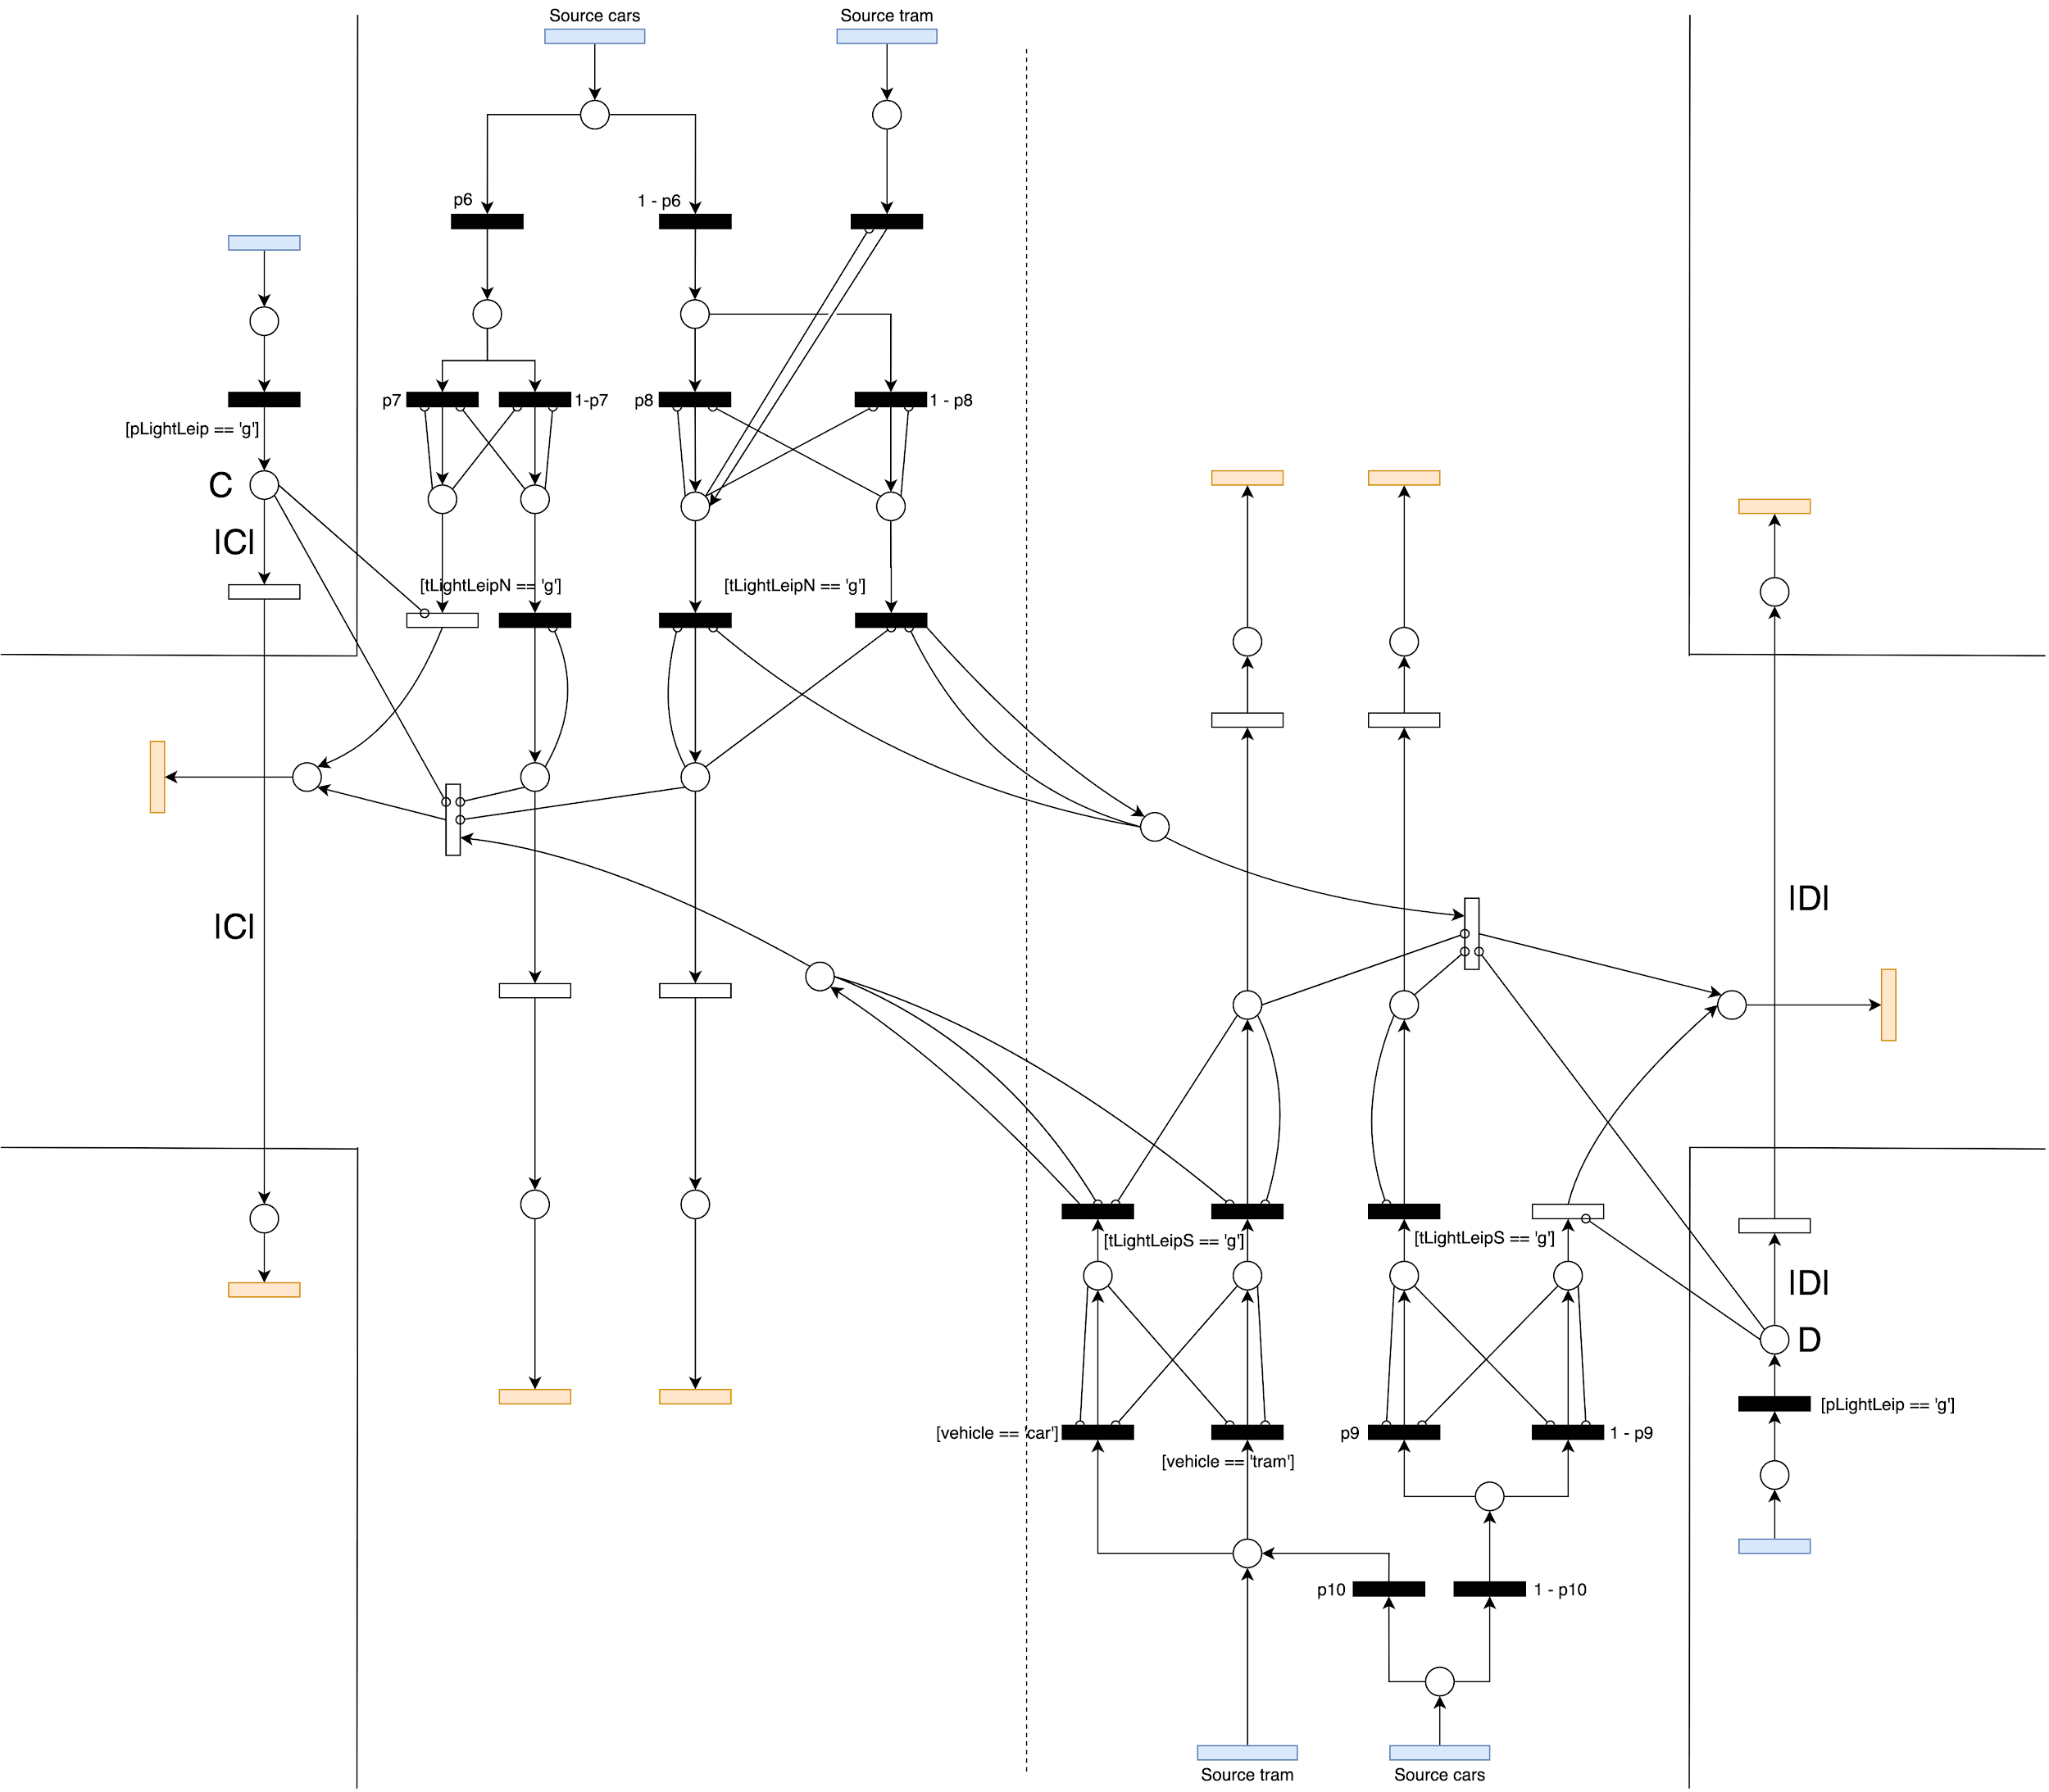 Source cars
Source tram
p6
1 - p6
p7
1-p7
p8
1 - p8
[pLightLeip == 'g']
C
|C|
[tLightLeipN == 'g']
[tLightLeipN == 'g']
|D|
|C|
[tLightLeipS == 'g']
[tLightLeipS == 'g']
|D|
D
[pLightLeip == 'g']
[vehicle == 'car']
p9
1 - p9
[vehicle == 'tram']
p10
1 - p10
Source tram
Source cars